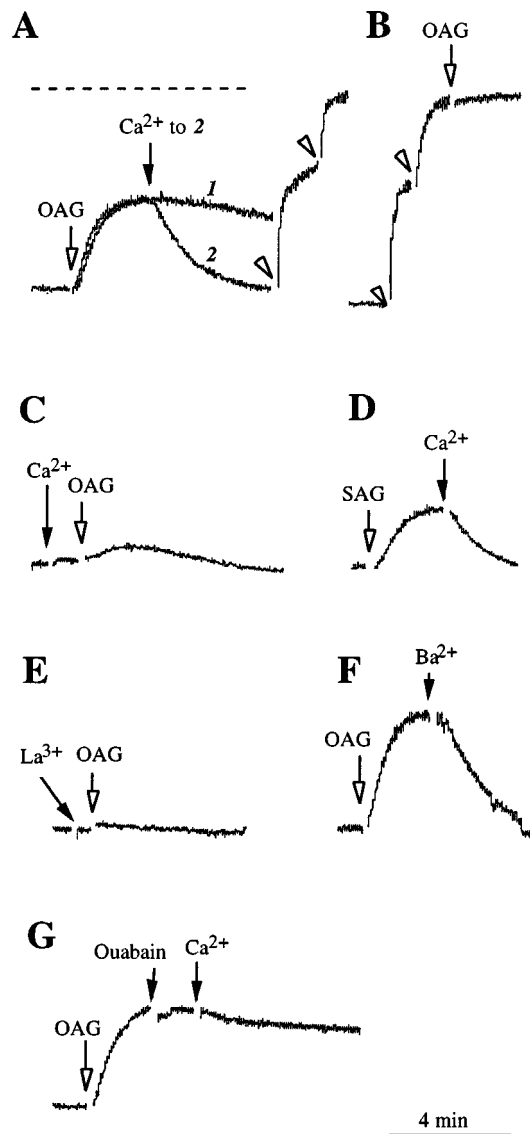 A
B
OAG
Ca²⁺ to 2
OAG
1
2
C
D
Ca²⁺
OAG
Ca²⁺
SAG
E
F
Ba²⁺
La³⁺ OAG
OAG
G
Ouabain Ca²⁺
OAG
4 min